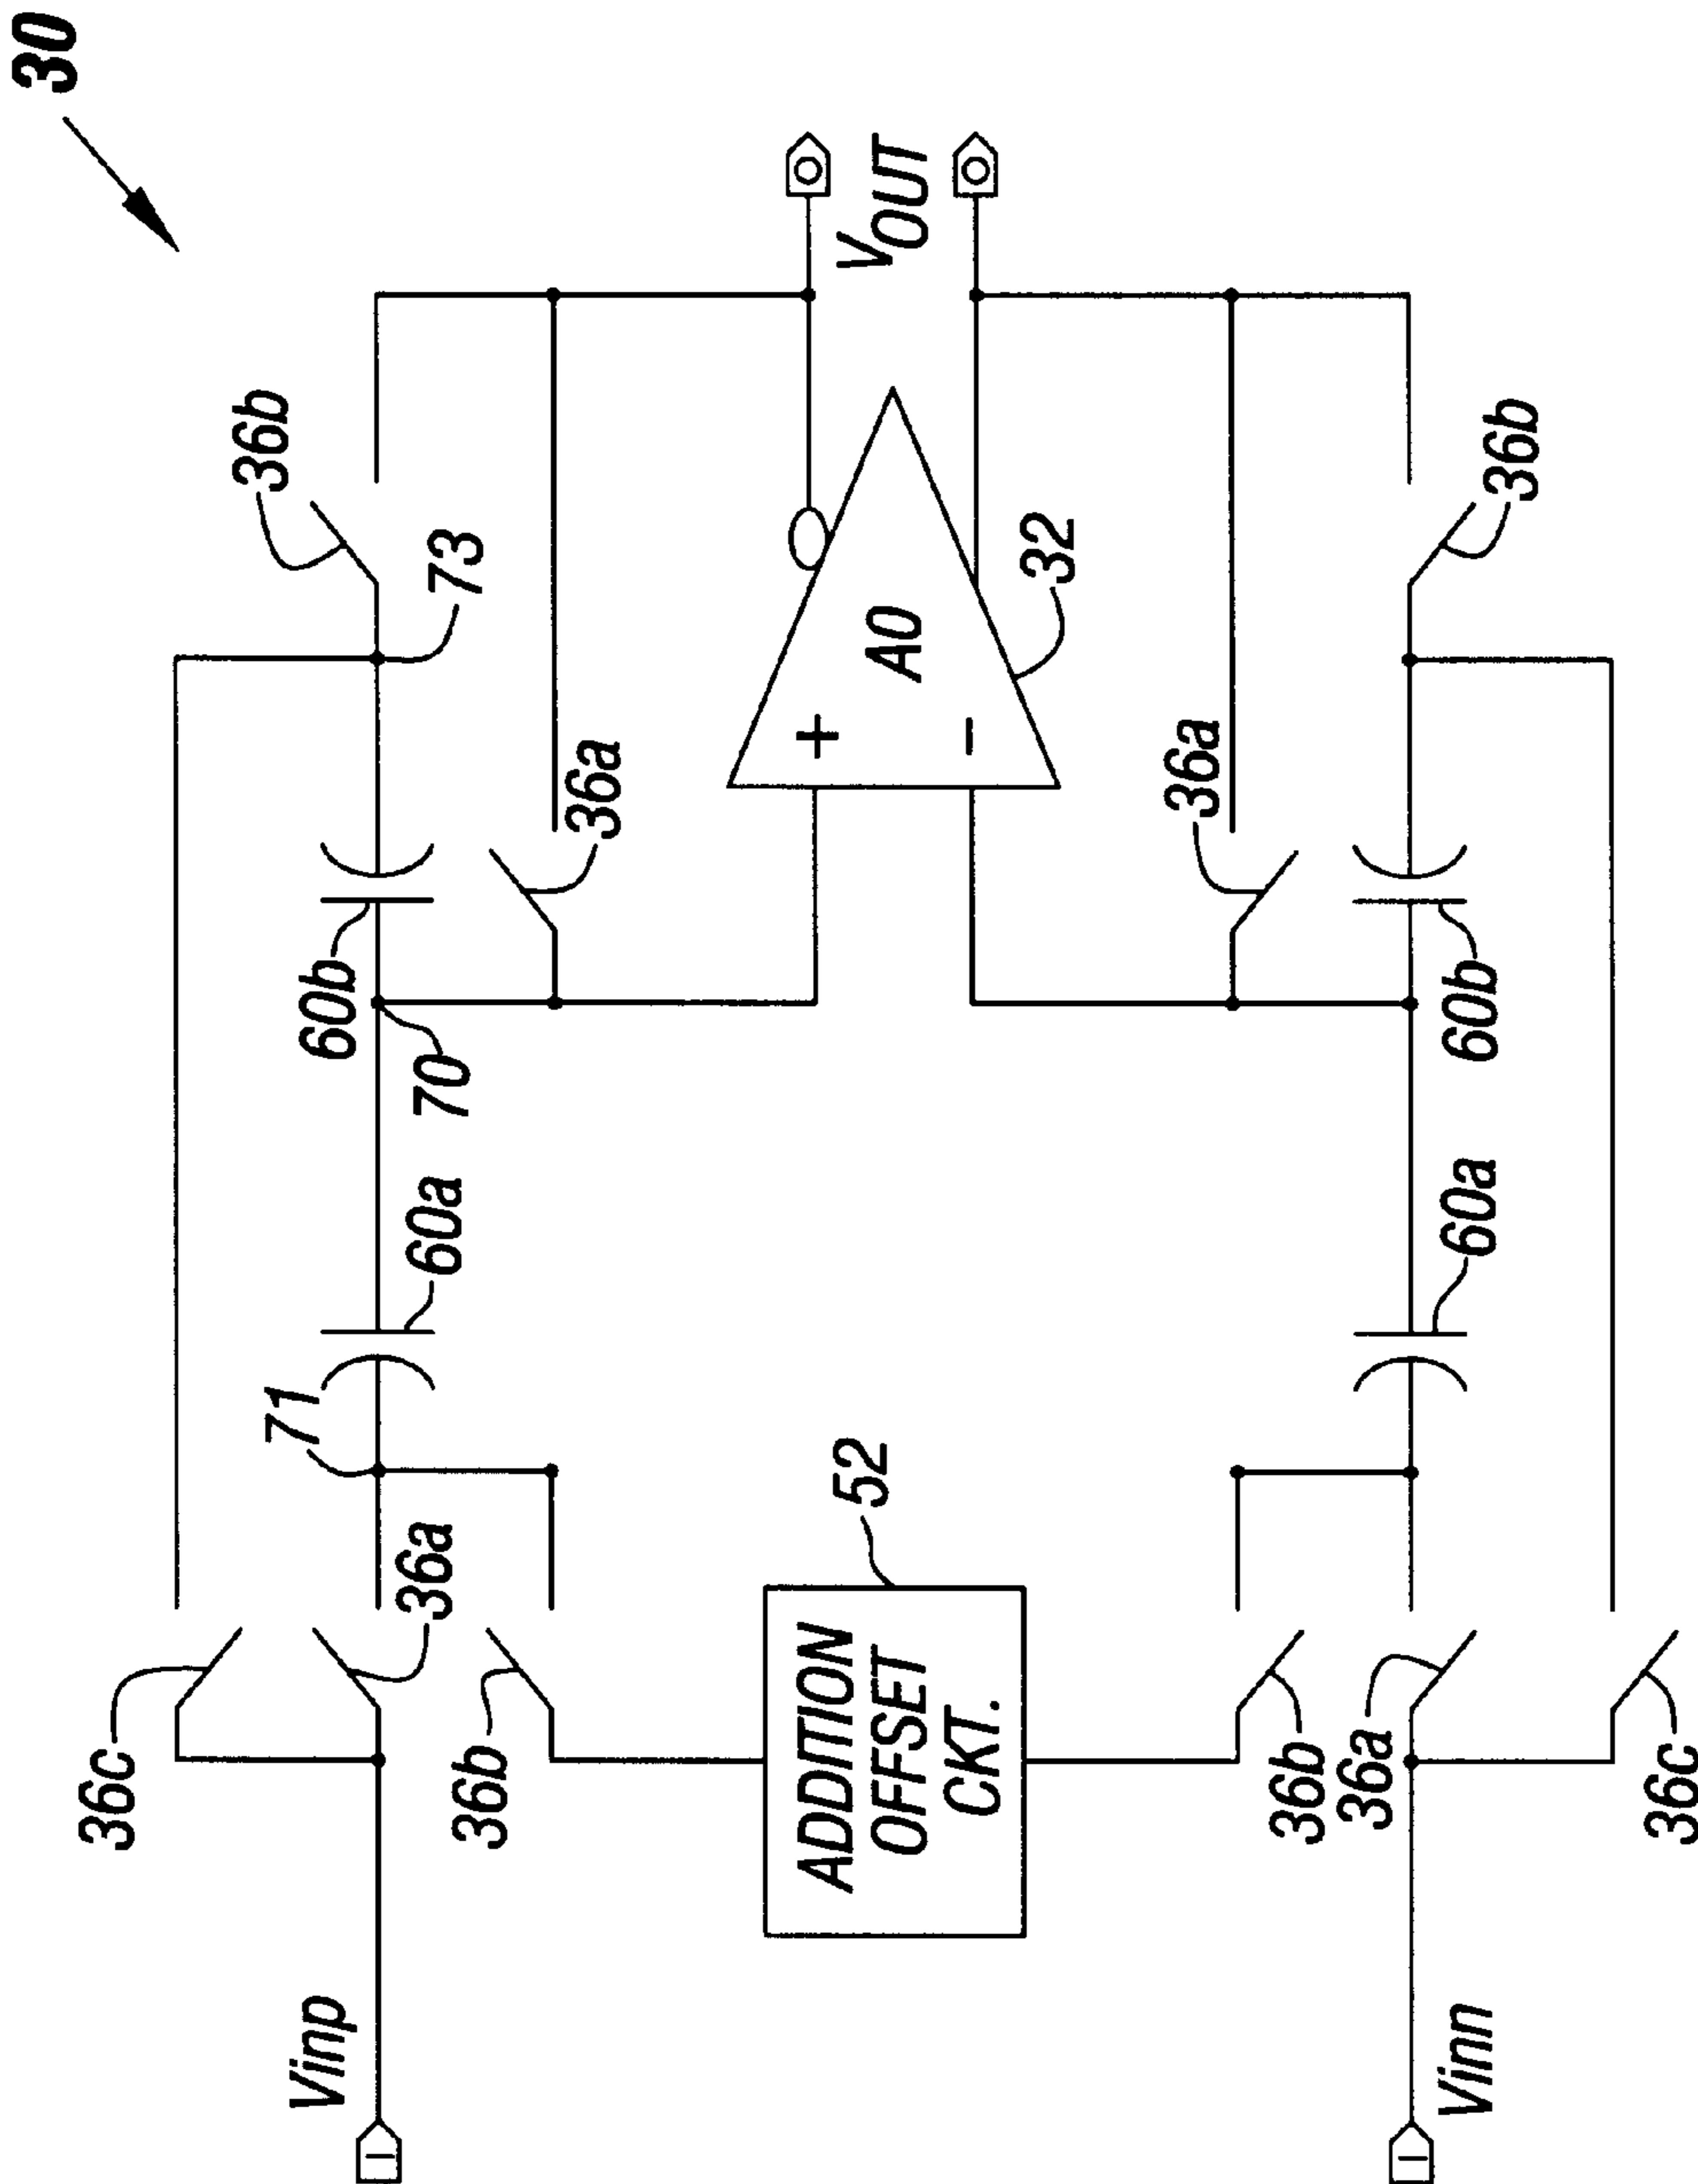 30
36c
36a
71
60a
60b
70
73
36b
36a
Vinp
36b
ADDITION
OFFSET
CKT.
52
+
−
A0
32
VOUT
O
O
I
I
36b
36a
36c
Vinn
60a
60b
36a
36b